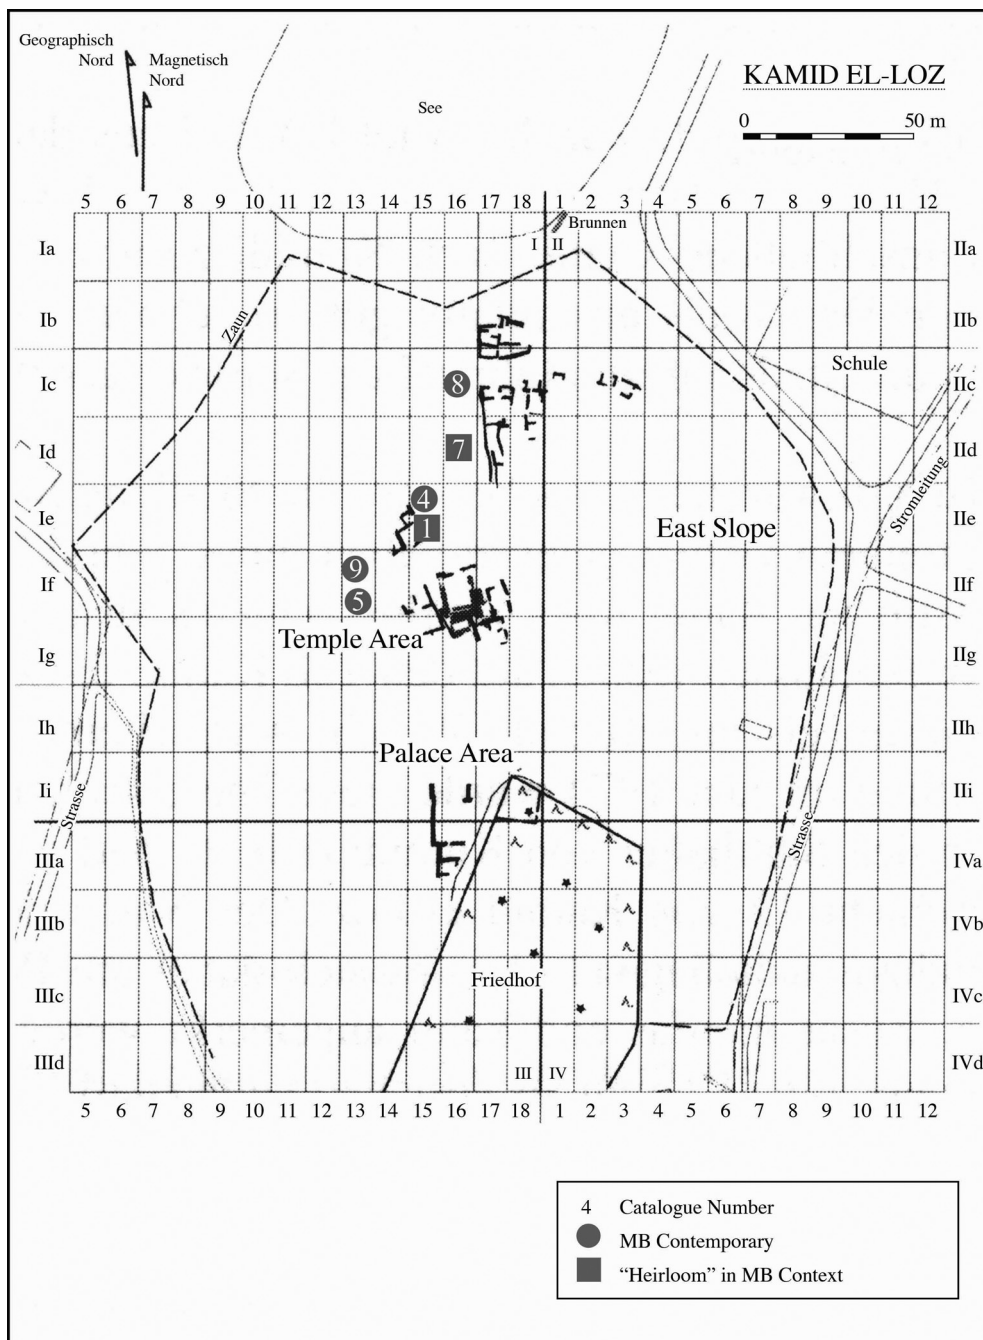 Geographisch
Nord
Magnetisch
Nord
See
KAMID EL-LOZ
0 50 m
5 6 7 8 9 10 11 12 13 14 15 16 17 18 1 2 3 4 5 6 7 8 9 10 11 12
Brunnen
I II
Ia IIa
Ib IIb
Zaun
Schule
Ic 8 IIc
Id 7 IId
Stromleitung
4
Ie 1 East Slope IIe
9
If 5 IIf
Temple Area
Ig IIg
Ih IIh
Palace Area
Ii IIi
Strasse Strasse
IIIa IVa
IIIb IVb
Friedhof
IIIc IVc
IIId III IV IVd
5 6 7 8 9 10 11 12 13 14 15 16 17 18 1 2 3 4 5 6 7 8 9 10 11 12
4 Catalogue Number
MB Contemporary
“Heirloom” in MB Context